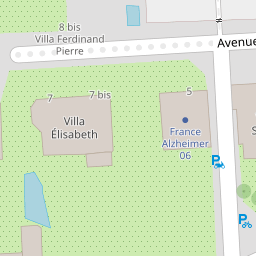 8 bis
Villa Ferdinand
Pierre
Avenue
7
7 bis
5
Villa
Élisabeth
France
Alzheimer
06
S
P
P